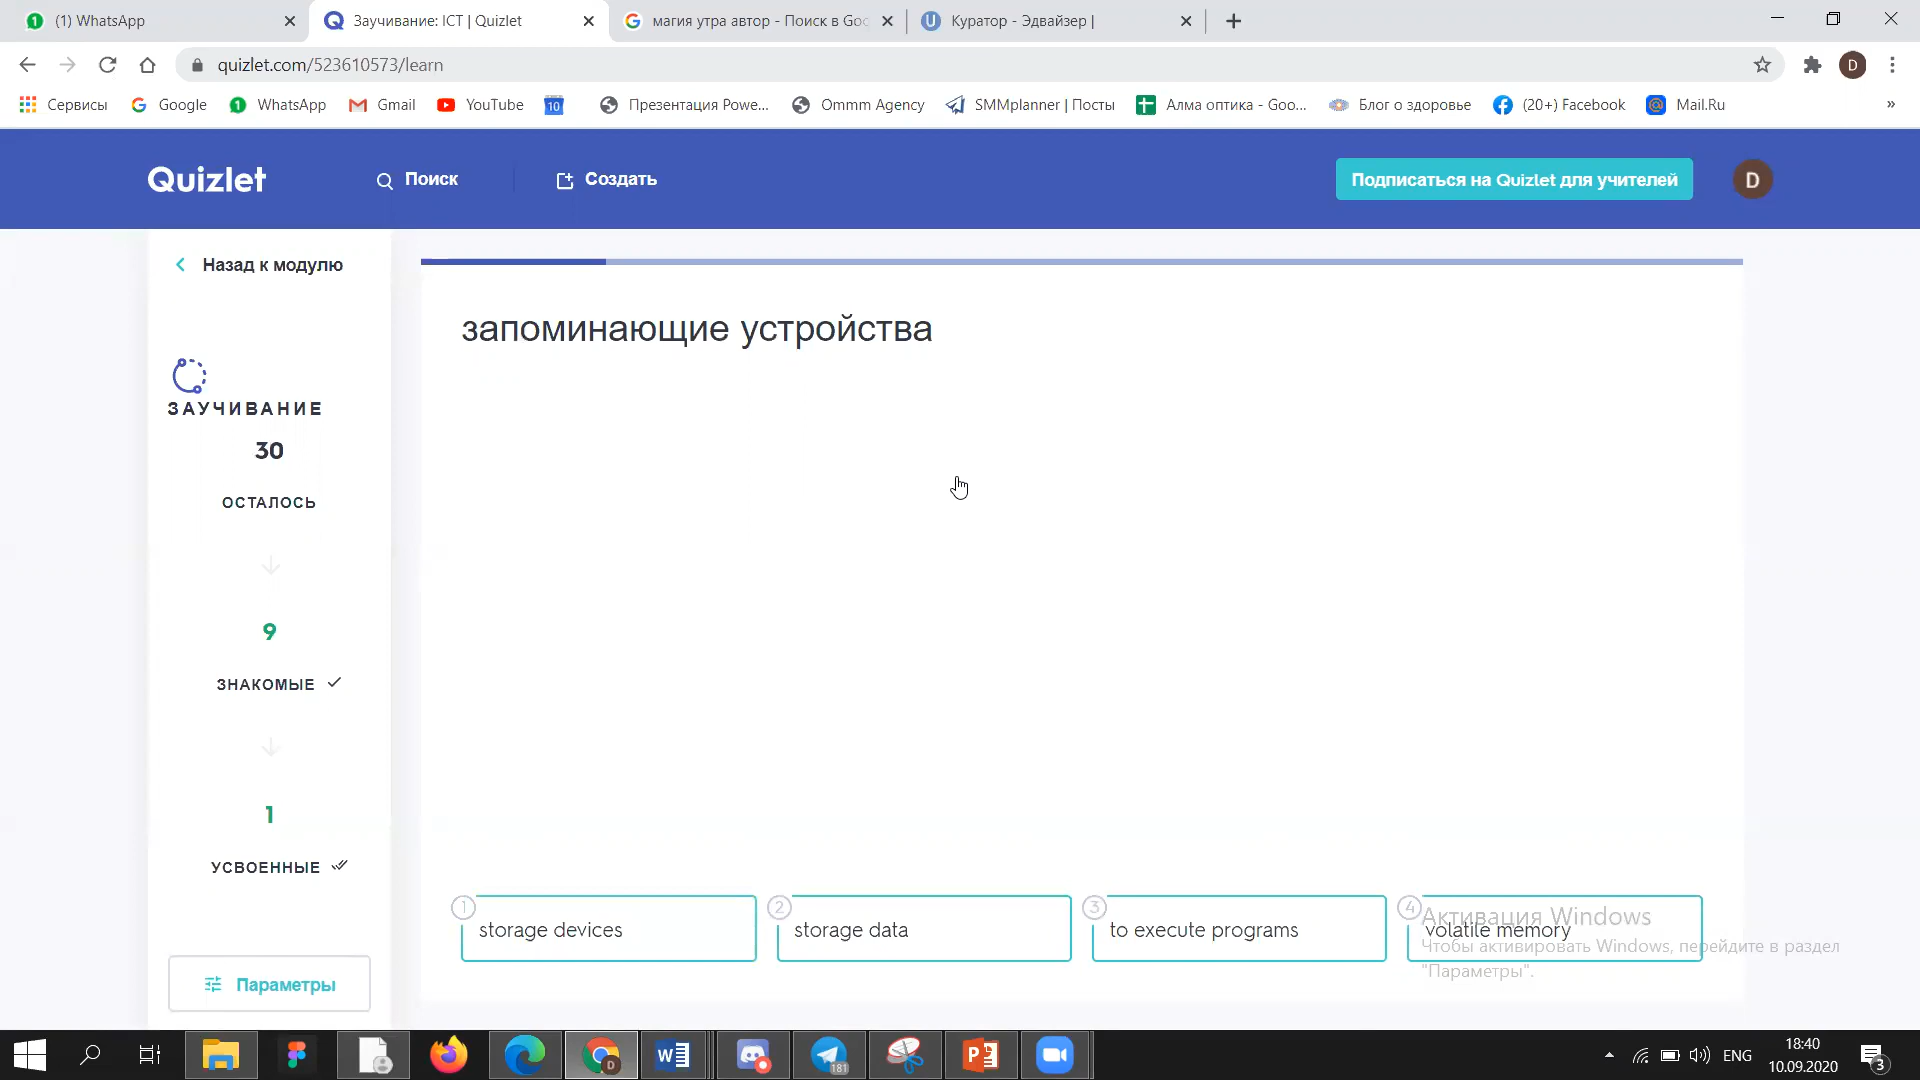 (1) WhatsApp
Заучивание: ICT | Quizlet
магия утра автор - Поиск в Goo
Куратор - Эдвайзер |
quizlet.com/523610573/learn
D
Сервисы
Google
WhatsApp
Gmail
YouTube
10
Презентация Powe...
Ommm Agency
SMMplanner | Посты
Алма оптика - Goo...
Блог о здоровье
(20+) Facebook
Mail.Ru
»
Quizlet
Поиск
Создать
Подписаться на Quizlet для учителей
D
Назад к модулю
ЗАУЧИВАНИЕ
30
ОСТАЛОСЬ
9
ЗНАКОМЫЕ
1
УСВОЕННЫЕ
Параметры
запоминающие устройства
1
storage devices
2
storage data
3
to execute programs
4
volatile memory
Активация Windows
Чтобы активировать Windows, перейдите в раздел
"Параметры".
D
181
ENG
18:40
10.09.2020
3